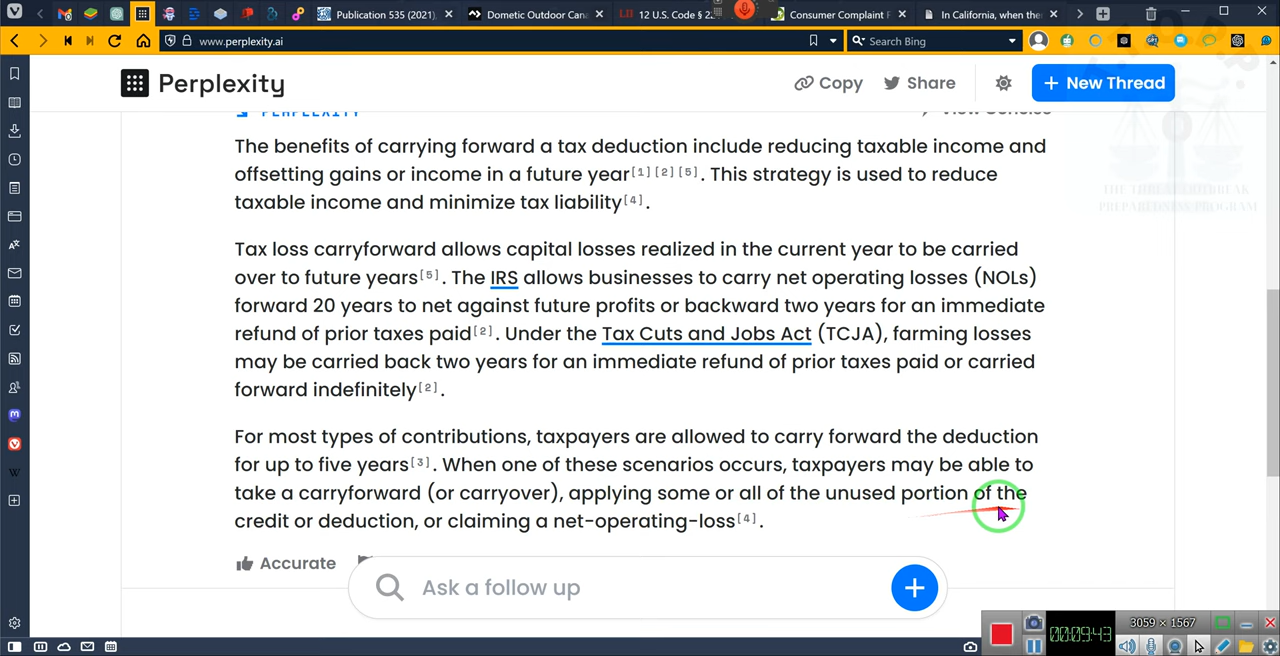 Publication 535 (2021),
Dometic Outdoor Can
12 U.S. Code § 2
Consumer Complaint F
In California, when the
www.perplexity.ai
Search Bing
Perplexity
Copy
Share
New Thread
PERPLEXITY
View Concise
The benefits of carrying forward a tax deduction include reducing taxable income and
offsetting gains or income in a future year[1][2][5]. This strategy is used to reduce
taxable income and minimize tax liability[4].
Tax loss carryforward allows capital losses realized in the current year to be carried
over to future years[5]. The IRS allows businesses to carry net operating losses (NOLs)
forward 20 years to net against future profits or backward two years for an immediate
refund of prior taxes paid[2]. Under the Tax Cuts and Jobs Act (TCJA), farming losses
may be carried back two years for an immediate refund of prior taxes paid or carried
forward indefinitely[2].
For most types of contributions, taxpayers are allowed to carry forward the deduction
for up to five years[3]. When one of these scenarios occurs, taxpayers may be able to
take a carryforward (or carryover), applying some or all of the unused portion of the
credit or deduction, or claiming a net-operating-loss[4].
Accurate
Ask a follow up
THE THREAT OUTBREAK
PREPAREDNESS PROGRAM
3059 × 1567
00:09:43